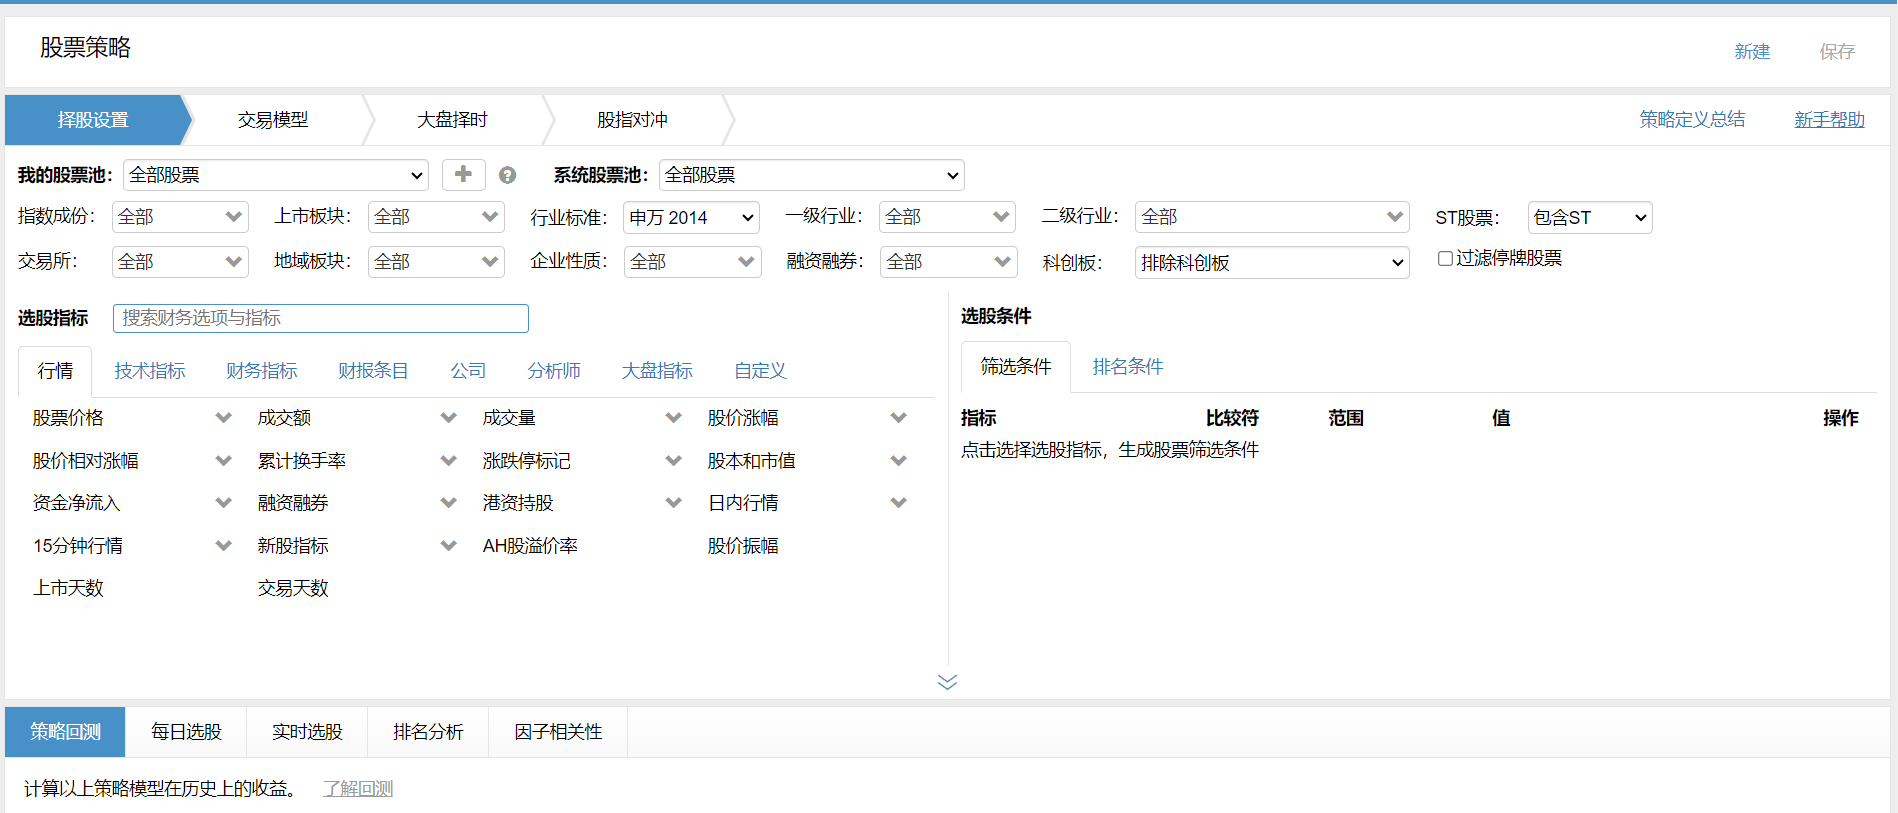 股票策略
新建 保存
择股设置 交易模型 大盘择时 股指对冲 策略定义总结 新手帮助
我的股票池： 全部股票 系统股票池： 全部股票
指数成份： 全部 上市板块： 全部 行业标准： 申万 2014 一级行业： 全部 二级行业： 全部 ST股票： 包含ST
交易所： 全部 地域板块： 全部 企业性质： 全部 融资融券： 全部 科创板： 排除科创板 过滤停牌股票
选股指标 搜索财务选项与指标
行情 技术指标 财务指标 财报条目 公司 分析师 大盘指标 自定义
股票价格 成交额 成交量 股价涨幅
股价相对涨幅 累计换手率 涨跌停标记 股本和市值
资金净流入 融资融券 港资持股 日内行情
15分钟行情 新股指标 AH股溢价率 股价振幅
上市天数 交易天数
选股条件
筛选条件 排名条件
指标 比较符 范围 值 操作
点击选择选股指标，生成股票筛选条件
策略回测 每日选股 实时选股 排名分析 因子相关性
计算以上策略模型在历史上的收益。 了解回测